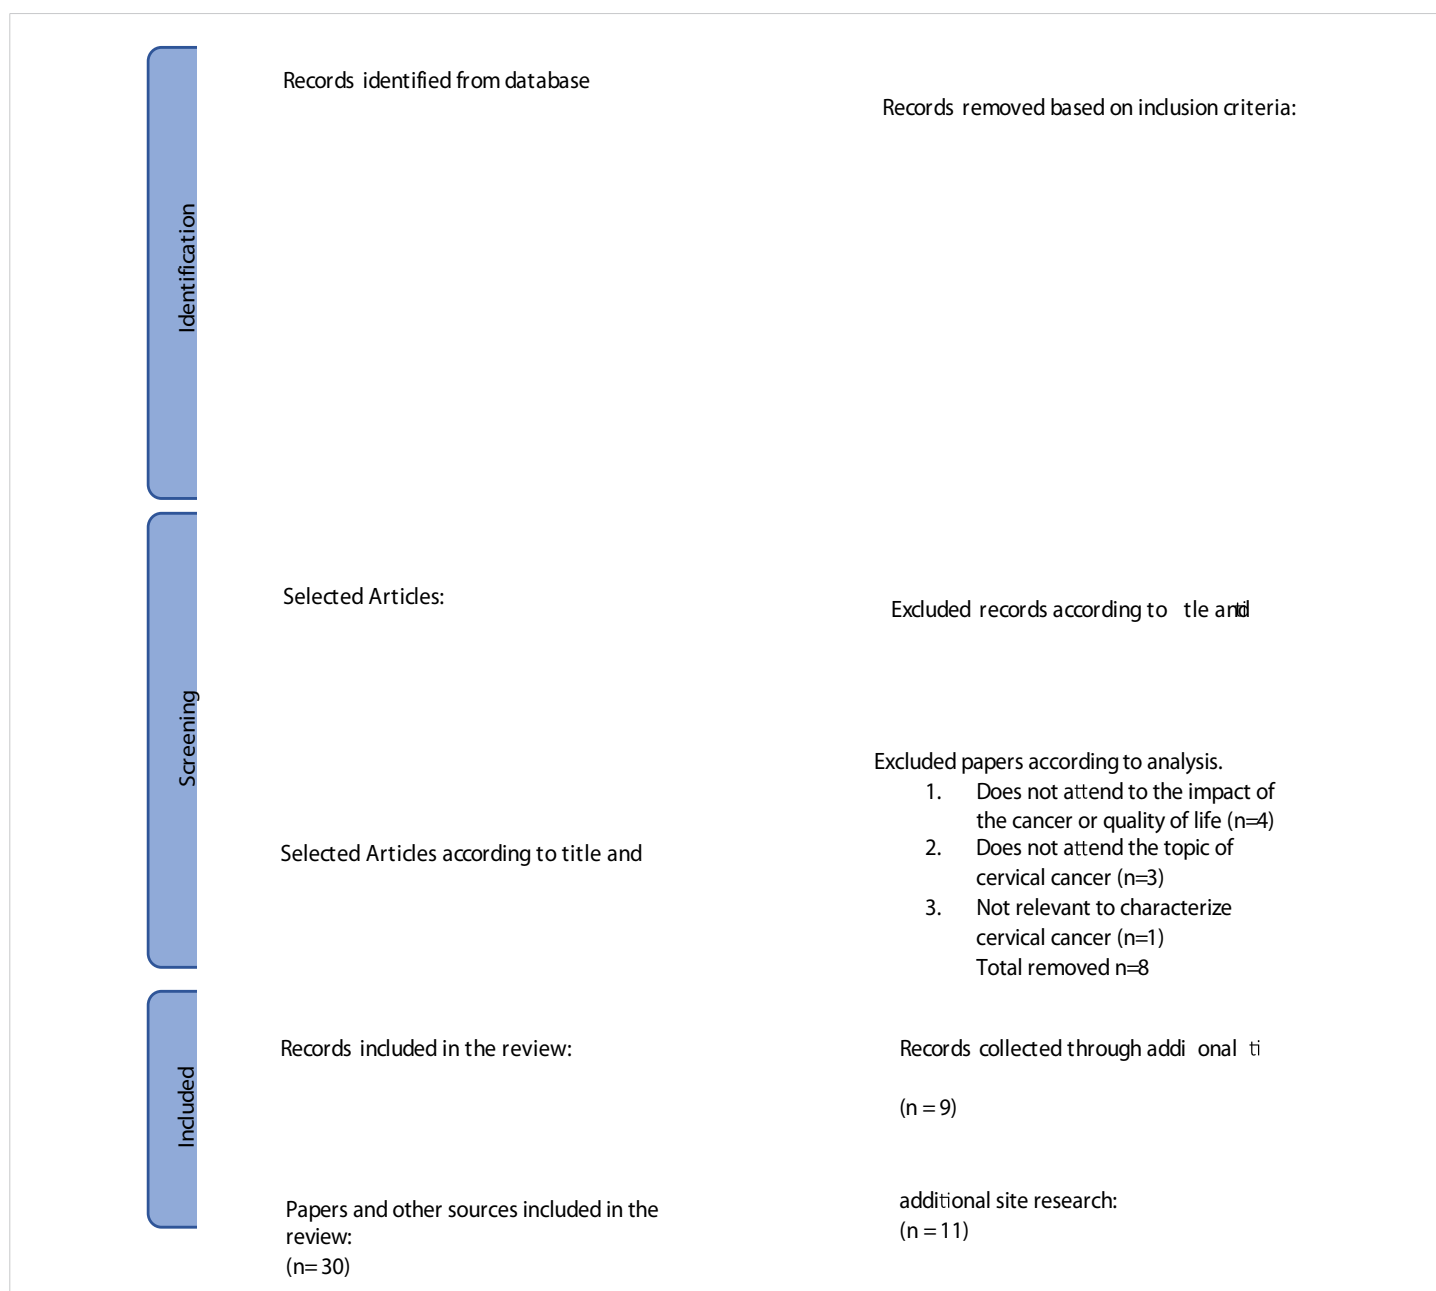 Identification
Records identified from database
Records removed based on inclusion criteria:
Screening
Selected Articles:
Excluded records according to tle and
Excluded papers according to analysis.
1. Does not attend to the impact of
the cancer or quality of life (n=4)
2. Does not attend the topic of
cervical cancer (n=3)
3. Not relevant to characterize
cervical cancer (n=1)
Total removed n=8
Selected Articles according to title and
Included
Records included in the review:
Records collected through addi onal ti
(n = 9)
Papers and other sources included in the
review:
(n= 30)
additional site research:
(n = 11)